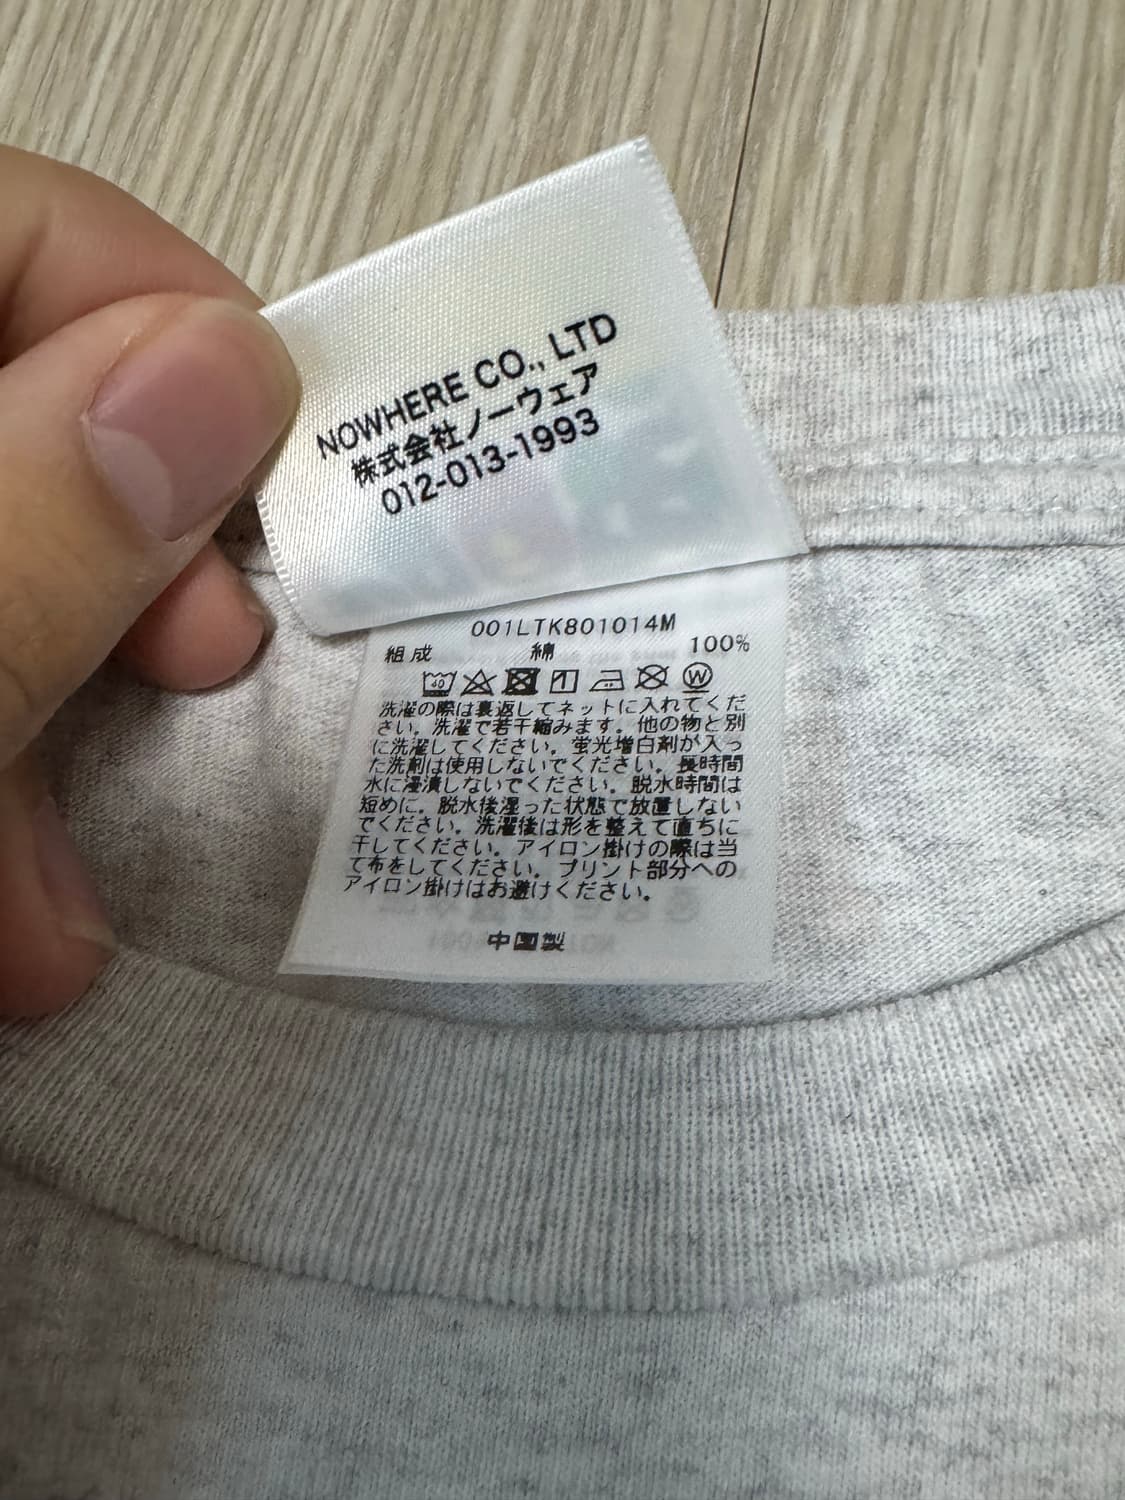 NOWHERE CO., LTD
株式会社ノーウェア
012-013-1993
001LTK801014M
組成 綿 100%
40 W
洗濯の際は裏返してネットに入れてくだ
さい。洗濯で若干縮みます。他の物と別
に洗濯してください。蛍光増白剤が入っ
た洗剤は使用しないでください。長時間
水に浸漬しないでください。脱水時間は
短めに。脱水後湿った状態で放置しない
でください。洗濯後は形を整えて直ちに
干してください。アイロン掛けの際は当
て布をしてください。プリント部分への
アイロン掛けはお避けください。
中国製